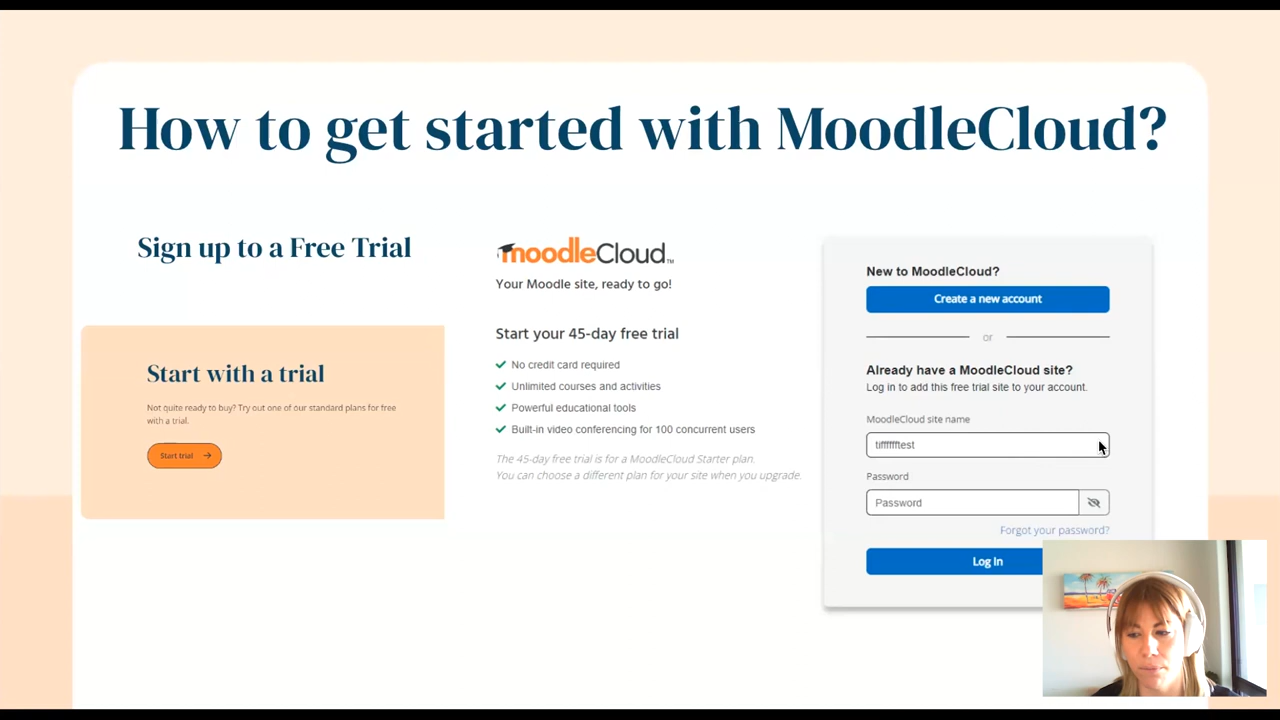 How to get started with MoodleCloud?
Sign up to a Free Trial
Start with a trial
Not quite ready to buy? Try out one of our standard plans for free
with a trial.
Start trial
moodleCloud™
Your Moodle site, ready to go!
Start your 45-day free trial
No credit card required
Unlimited courses and activities
Powerful educational tools
Built-in video conferencing for 100 concurrent users
The 45-day free trial is for a MoodleCloud Starter plan.
You can choose a different plan for your site when you upgrade.
New to MoodleCloud?
Create a new account
or
Already have a MoodleCloud site?
Log in to add this free trial site to your account.
MoodleCloud site name
tifffffftest
Password
Password
Forgot your password?
Log In